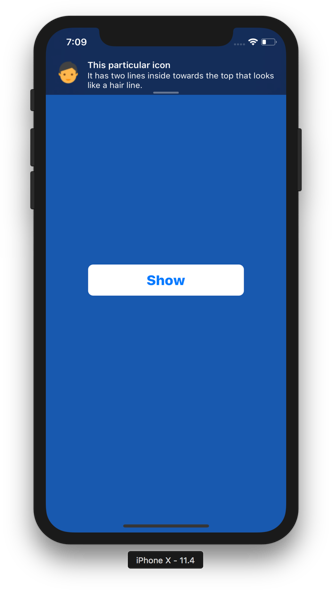 7:09
This particular icon
It has two lines inside towards the top that looks
like a hair line.
Show
iPhone X - 11.4